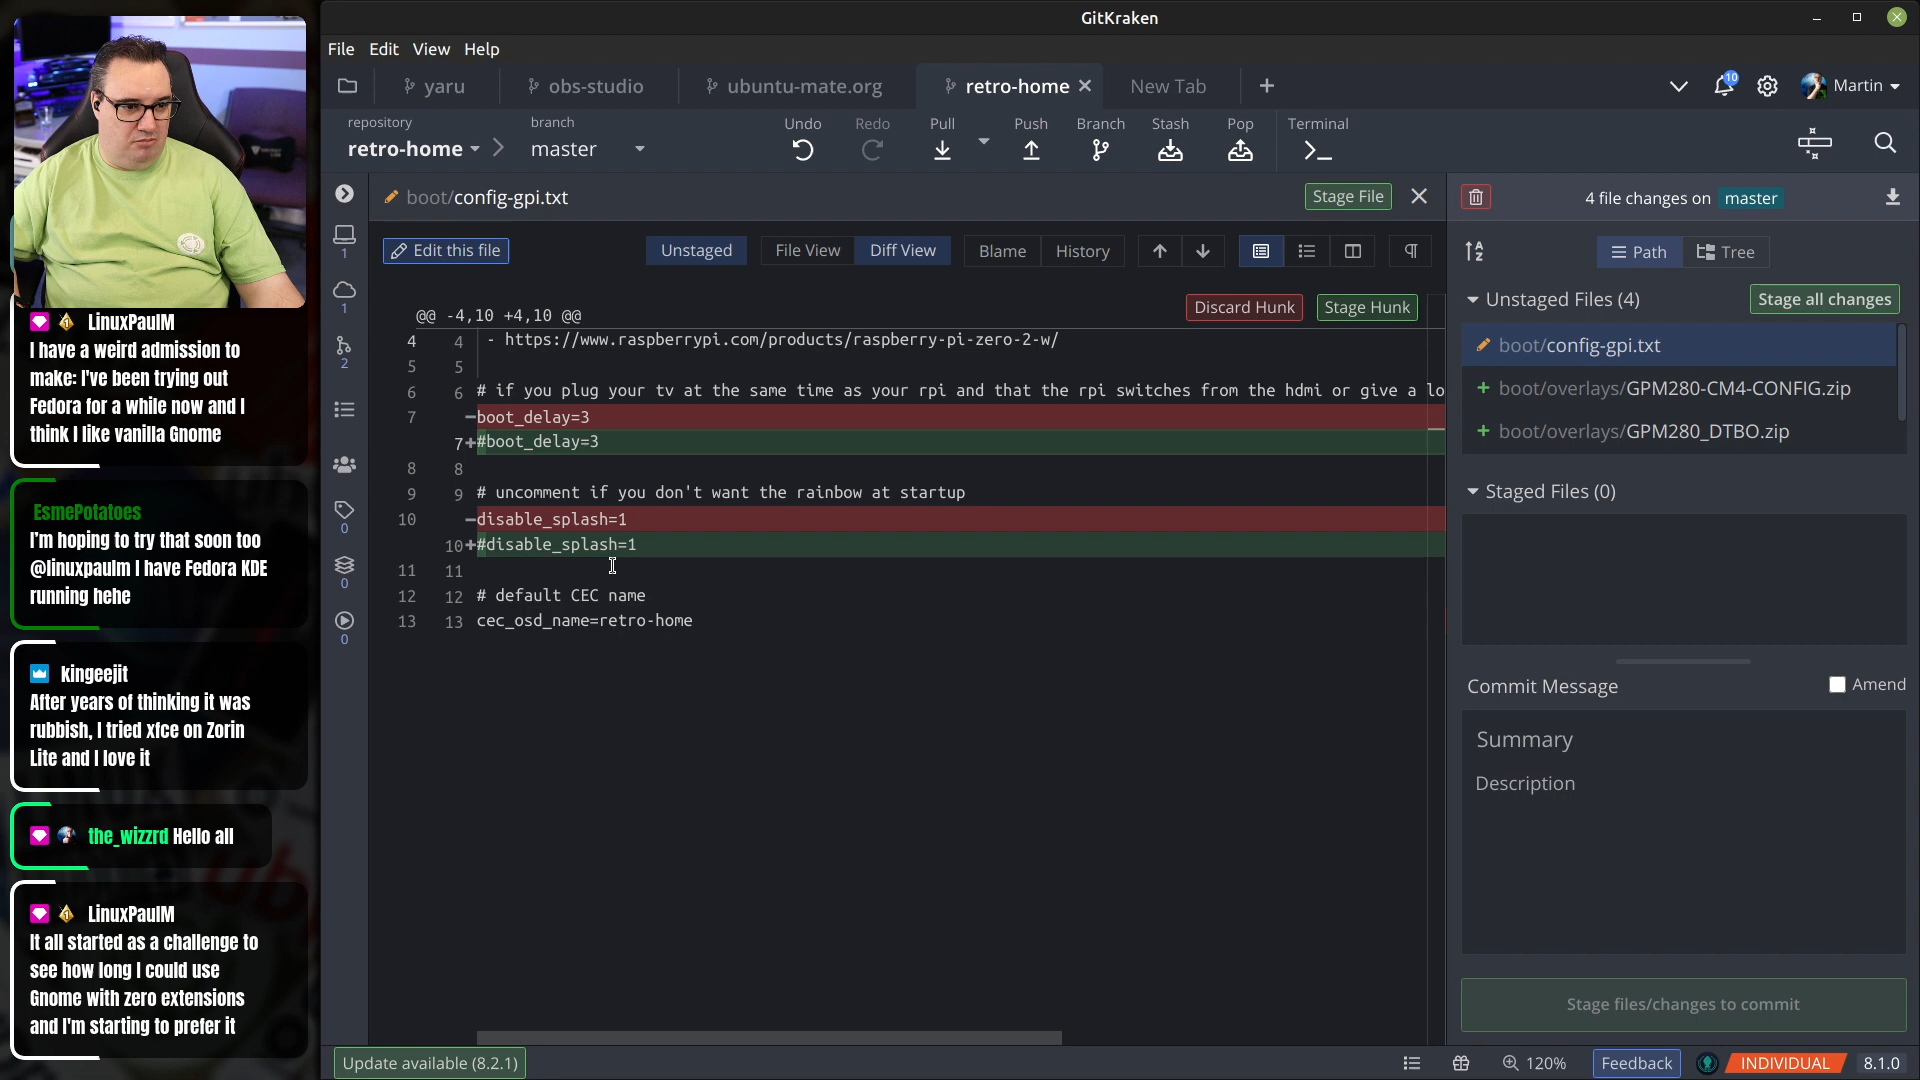 GitKraken
File Edit View Help
yaru
obs-studio
ubuntu-mate.org
retro-home
New Tab
10
Martin
repository
retro-home
branch
master
Undo
Redo
Pull
Push
Branch
Stash
Pop
Terminal
boot/config-gpi.txt
Stage File
Edit this file
Unstaged
File View
Diff View
Blame
History
@@ -4,10 +4,10 @@
Discard Hunk
Stage Hunk
4 4 - https://www.raspberrypi.com/products/raspberry-pi-zero-2-w/
5 5
6 6 # if you plug your tv at the same time as your rpi and that the rpi switches from the hdmi or give a lo
7 -boot_delay=3
7 +#boot_delay=3
8 8
9 9 # uncomment if you don't want the rainbow at startup
10 -disable_splash=1
10 +#disable_splash=1
11 11
12 12 # default CEC name
13 13 cec_osd_name=retro-home
1
1
2
0
0
0
4 file changes on master
Path
Tree
Unstaged Files (4)
Stage all changes
boot/config-gpi.txt
+ boot/overlays/GPM280-CM4-CONFIG.zip
+ boot/overlays/GPM280_DTBO.zip
Staged Files (0)
Commit Message
Amend
Summary
Description
Stage files/changes to commit
Update available (8.2.1)
120%
Feedback
INDIVIDUAL
8.1.0
LinuxPaulM
I have a weird admission to
make: I've been trying out
Fedora for a while now and I
think I like vanilla Gnome
EsmePotatoes
I'm hoping to try that soon too
@linuxpaulm I have Fedora KDE
running hehe
kingeejit
After years of thinking it was
rubbish, I tried xfce on Zorin
Lite and I love it
the_wizzrd Hello all
LinuxPaulM
It all started as a challenge to
see how long I could use
Gnome with zero extensions
and I'm starting to prefer it